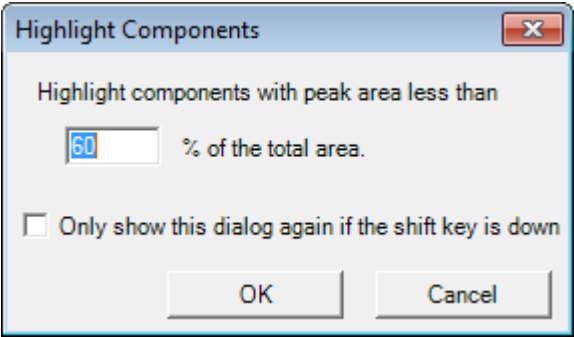 Highlight Components
Highlight components with peak area less than
60 % of the total area.
Only show this dialog again if the shift key is down
OK Cancel